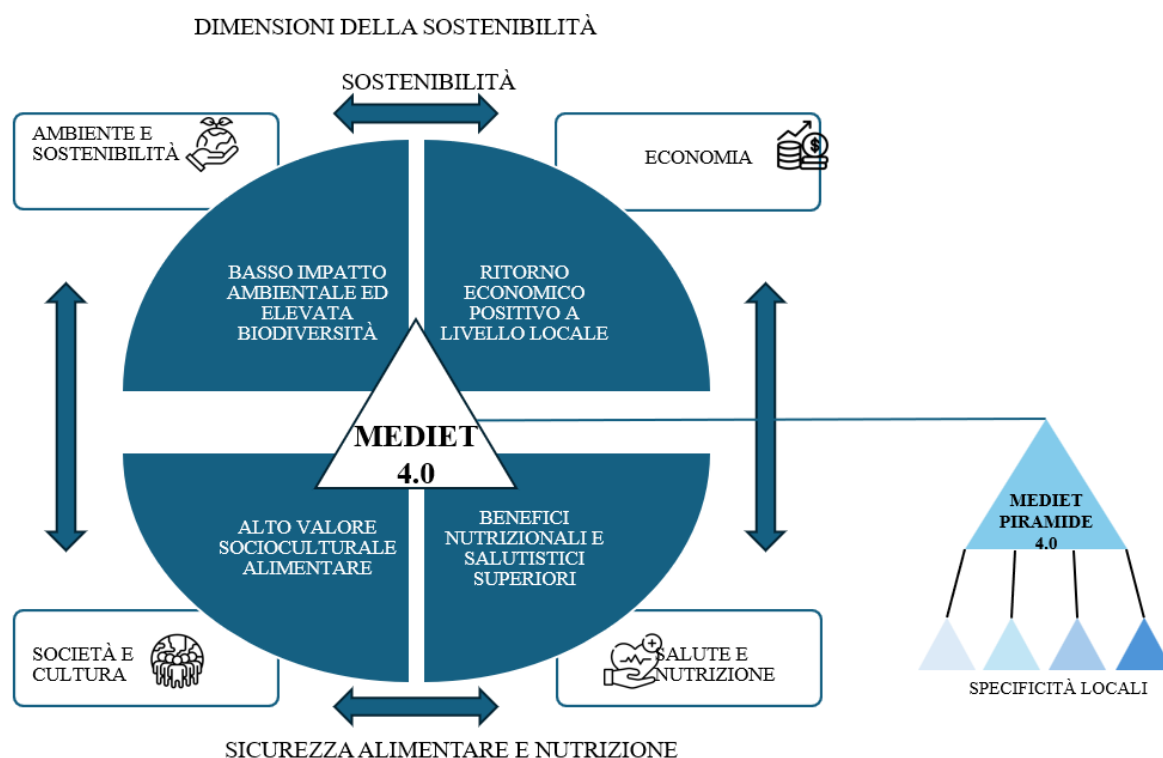 DIMENSIONI DELLA SOSTENIBILITÀ
SOSTENIBILITÀ
AMBIENTE E
SOSTENIBILITÀ
ECONOMIA
BASSO IMPATTO
AMBIENTALE ED
ELEVATA
BIODIVERSITÀ
RITORNO
ECONOMICO
POSITIVO A
LIVELLO LOCALE
MEDIET
4.0
ALTO VALORE
SOCIOCULTURALE
ALIMENTARE
BENEFICI
NUTRIZIONALI E
SALUTISTICI
SUPERIORI
MEDIET
PIRAMIDE
4.0
SOCIETÀ E
CULTURA
SALUTE E
NUTRIZIONE
SPECIFICITÀ LOCALI
SICUREZZA ALIMENTARE E NUTRIZIONE